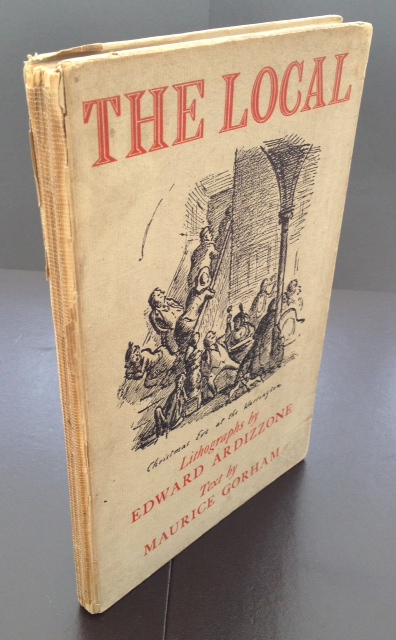 THE LOCAL
Christmas Eve at the Warrington
Lithographs by
EDWARD ARDIZZONE
Text by
MAURICE GORHAM